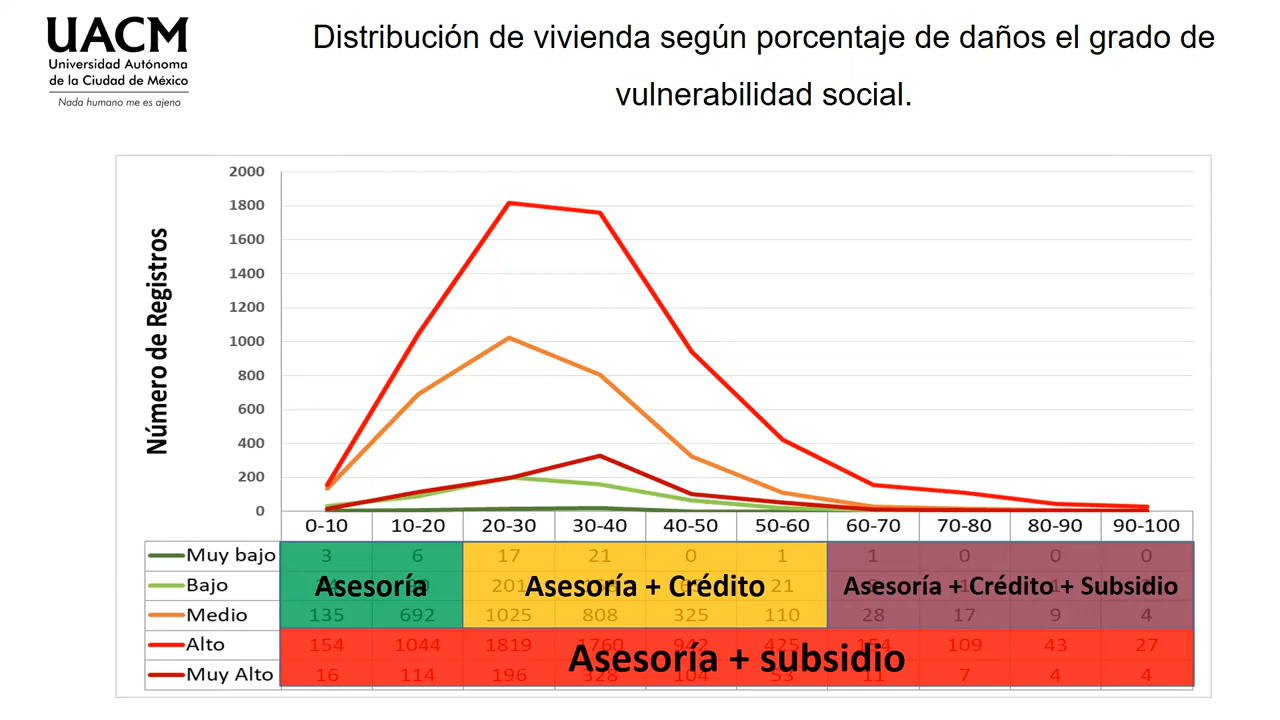 UACM
Universidad Autónoma
de la Ciudad de México
Nada humano me es ajeno
Distribución de vivienda según porcentaje de daños el grado de
vulnerabilidad social.
Número de Registros
2000
1800
1600
1400
1200
1000
800
600
400
200
0
0-10 10-20 20-30 30-40 40-50 50-60 60-70 70-80 80-90 90-100
Muy bajo 3 6 17 21 0 1 1 0 0 0
Bajo 201 21 1 1
Asesoría Asesoría + Crédito Asesoría + Crédito + Subsidio
Medio 135 692 1025 808 325 110 28 17 9 4
Alto 154 1044 1819 1760 942 425 154 109 43 27
Asesoría + subsidio
Muy Alto 16 114 196 328 104 53 11 7 4 4